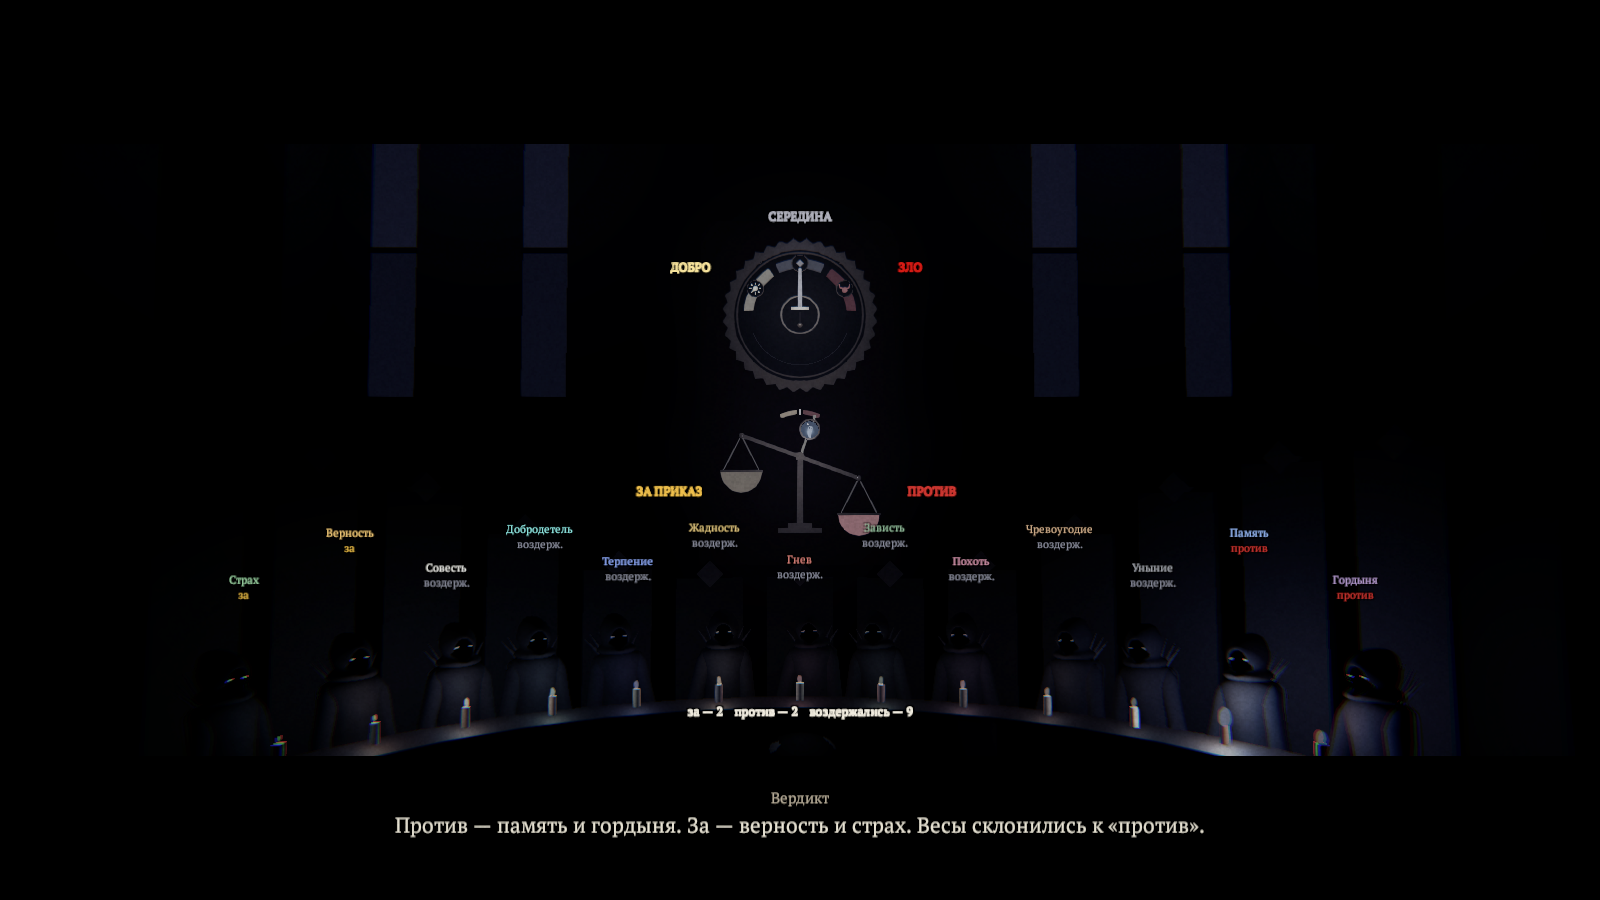 СЕРЕДИНА
ДОБРО
ЗЛО
ЗА ПРИКАЗ
ПРОТИВ
Страх
за
Верность
за
Совесть
воздерж.
Добродетель
воздерж.
Терпение
воздерж.
Жадность
воздерж.
Гнев
воздерж.
Зависть
воздерж.
Похоть
воздерж.
Чревоугодие
воздерж.
Уныние
воздерж.
Память
против
Гордыня
против
за — 2 против — 2 воздержались — 9
Вердикт
Против — память и гордыня. За — верность и страх. Весы склонились к «против».